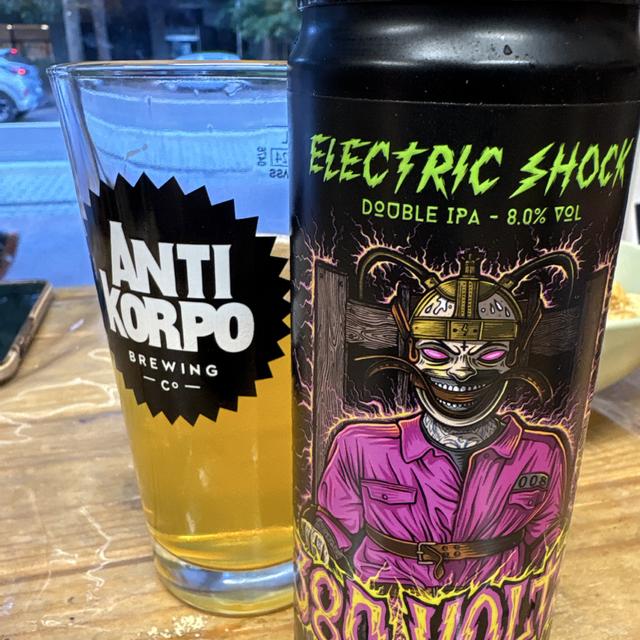 ANTI
KORPO
BREWING
Co
ELECTRIC SHOCK
DOUBLE IPA - 8.0% VOL
008